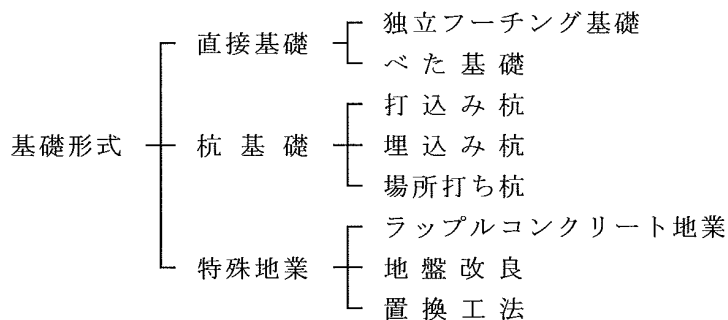 基礎形式
直接基礎
独立フーチング基礎
べた基礎
杭基礎
打込み杭
埋込み杭
場所打ち杭
特殊地業
ラップルコンクリート地業
地盤改良
置換工法